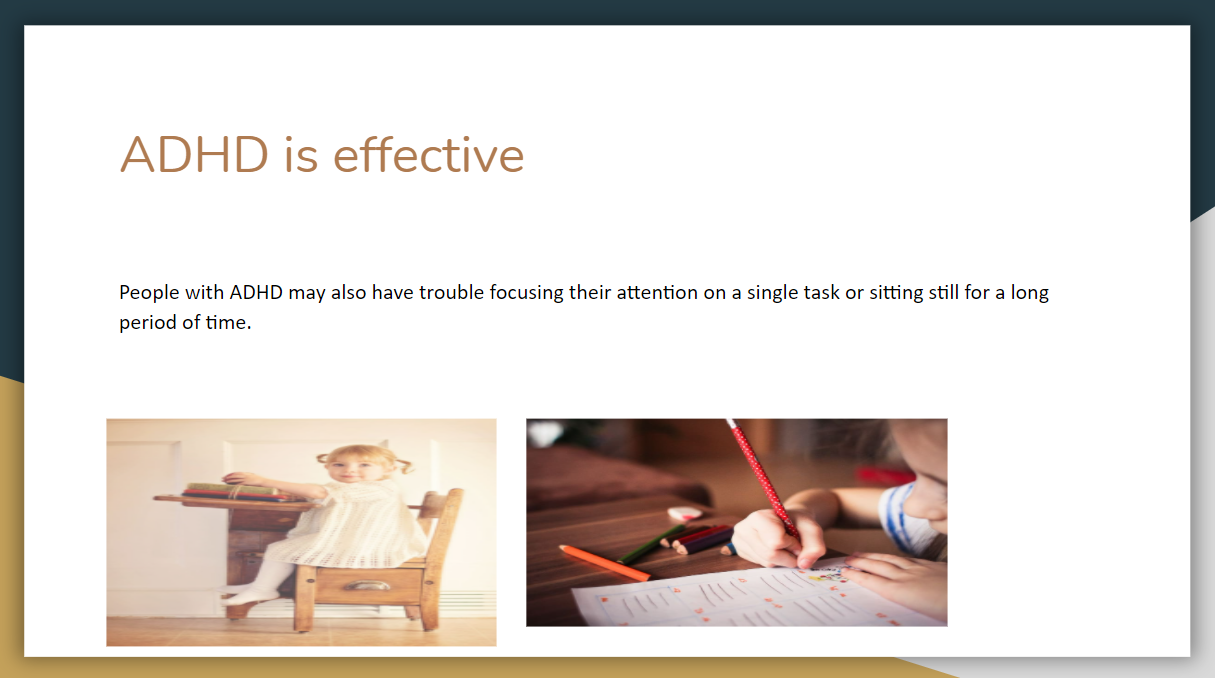 ADHD is effective
People with ADHD may also have trouble focusing their attention on a single task or sitting still for a long
period of time.